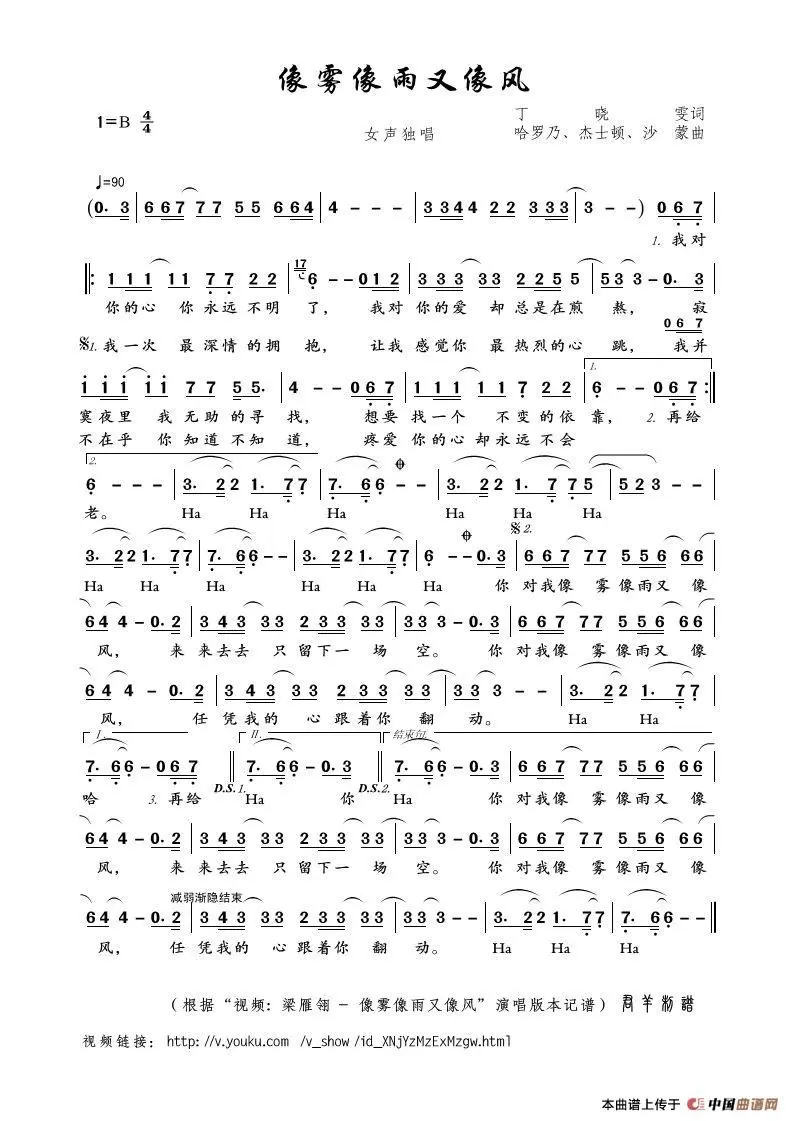 像雾像雨又像风
1=B 4/4
女声独唱
丁 晓 雯词
哈罗乃、杰士顿、沙 蒙曲
♩=90
(0. 3 | 6 6 7 7 7 5 5 6 6 4 | 4 - - - | 3 3 4 4 2 2 3 3 3 | 3 - - ) 0 6 7 |
1. 我对
1 1 1 1 1 7 7 2 2 | 17 6 - - 0 1 2 | 3 3 3 3 3 2 2 5 5 | 5 5 3 3 - 0. 3
你的心 你 永远 不明 了， 我对 你的爱 却 总是在煎 熬， 寂
0 6 7
𝄋1.我一次 最 深情的拥 抱， 让我 感觉你 最 热烈的心 跳， 我并
1.
1 1 1 1 1 7 7 5 5. | 4 - - 0 6 7 | 1 1 1 1 1 7 2 2 | 6 - - 0 6 7 :‖
寞夜里 我 无助 的寻 找， 想要 找一个 不变的依 靠， 2. 再给
不在乎 你 知道 不知 道， 疼爱 你的心 却永远 不会
2.
6 - - - | 3. 2 2 2 1. 7 7 7 | 7. 6 6 6 - - | 3. 2 2 2 1. 7 7 5 | 5 2 3 - - |
老。 Ha Ha Ha Ha Ha Ha
𝄋2.
3. 2 2 2 1. 7 7 | 7. 6 6 - - | 3. 2 2 2 1. 7 7 | 6 - - 0. 3 | 6 6 7 7 7 5 5 6 6 6
Ha Ha Ha Ha Ha Ha 你 对我像 雾 像雨又 像
6 4 4 - 0. 2 | 3 4 3 3 3 2 3 3 3 3 | 3 3 - - 0. 3 | 6 6 7 7 7 5 5 6 6 6
风， 来 来去去 只 留下一 场 空。 你 对我像 雾 像雨又 像
6 4 4 - 0. 2 | 3 4 3 3 3 2 3 3 3 3 | 3 3 - - | 3. 2 2 1. 7 7
风， 任 凭我的 心 跟着你 翻 动。 Ha Ha
I. II. 结束句.
7. 6 6 - 0 6 7 ‖ 7. 6 6 - 0. 3 ‖ 7. 6 6 - 0. 3 | 6 6 7 7 7 5 5 6 6 6
哈 3. 再给 D.S.1. Ha 你 D.S.2. Ha 你 对我像 雾 像雨又 像
6 4 4 - 0. 2 | 3 4 3 3 3 2 3 3 3 3 | 3 3 - - 0. 3 | 6 6 7 7 7 5 5 6 6 6
风， 来 来去去 只 留下一 场 空。 你 对我像 雾 像雨又 像
减弱渐隐结束
6 4 4 - 0. 2 | 3 4 3 3 3 2 3 3 3 3 | 3 3 - - | 3. 2 2 1. 7 7 | 7. 6 6 - - ‖
风， 任 凭我的 心 跟着你 翻 动。 Ha Ha Ha
（根据“视频: 梁雁翎 - 像雾像雨又像风”演唱版本记谱） 君羊制谱
视频链接: http://v.youku.com /v_show /id_XNjYzMzExMzgw.html
本曲谱上传于 中国曲谱网